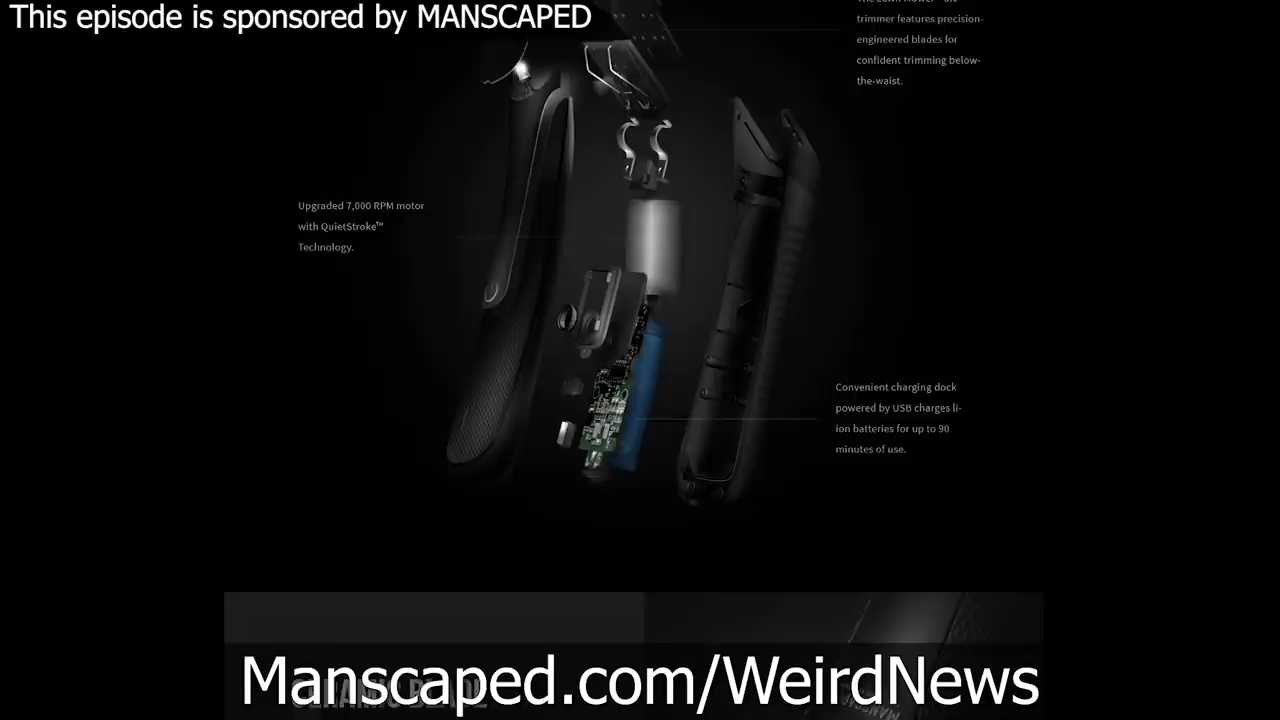 This episode is sponsored by MANSCAPED
trimmer features precision-
engineered blades for
confident trimming below-
the-waist.
Upgraded 7,000 RPM motor
with QuietStroke™
Technology.
Convenient charging dock
powered by USB charges li-
ion batteries for up to 90
minutes of use.
Manscaped.com/WeirdNews